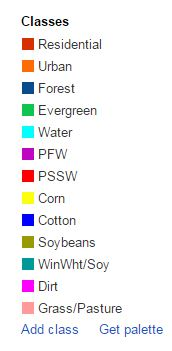 Classes
Residential
Urban
Forest
Evergreen
Water
PFW
PSSW
Corn
Cotton
Soybeans
WinWht/Soy
Dirt
Grass/Pasture
Add class Get palette